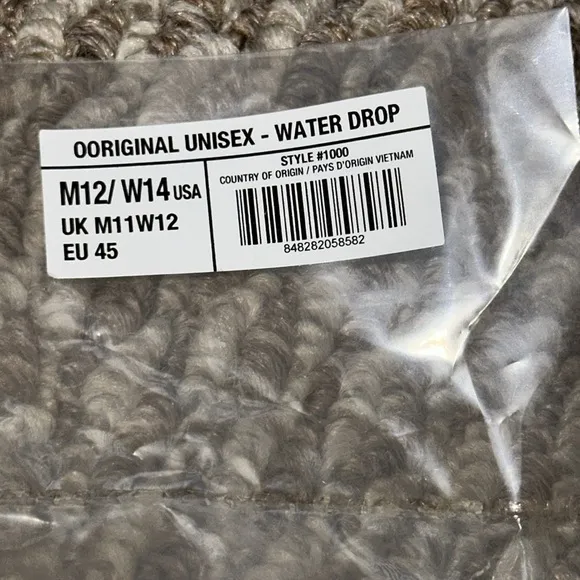 OORIGINAL UNISEX - WATER DROP
M12/ W14 USA
UK M11W12
EU 45
STYLE #1000
COUNTRY OF ORIGIN / PAYS D'ORIGIN VIETNAM
848282058582